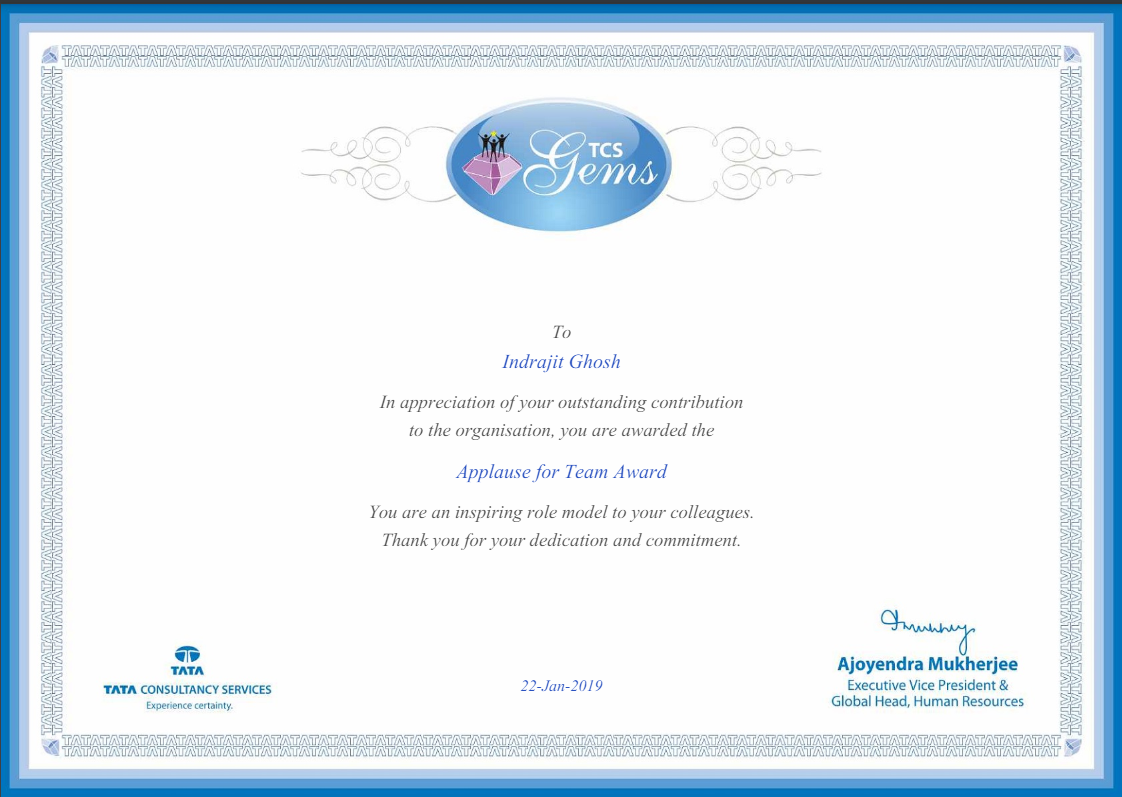 TCS
Gems
To
Indrajit Ghosh
In appreciation of your outstanding contribution
to the organisation, you are awarded the
Applause for Team Award
You are an inspiring role model to your colleagues.
Thank you for your dedication and commitment.
TATA
TATA CONSULTANCY SERVICES
Experience certainty.
22-Jan-2019
Ajoyendra Mukherjee
Executive Vice President &
Global Head, Human Resources